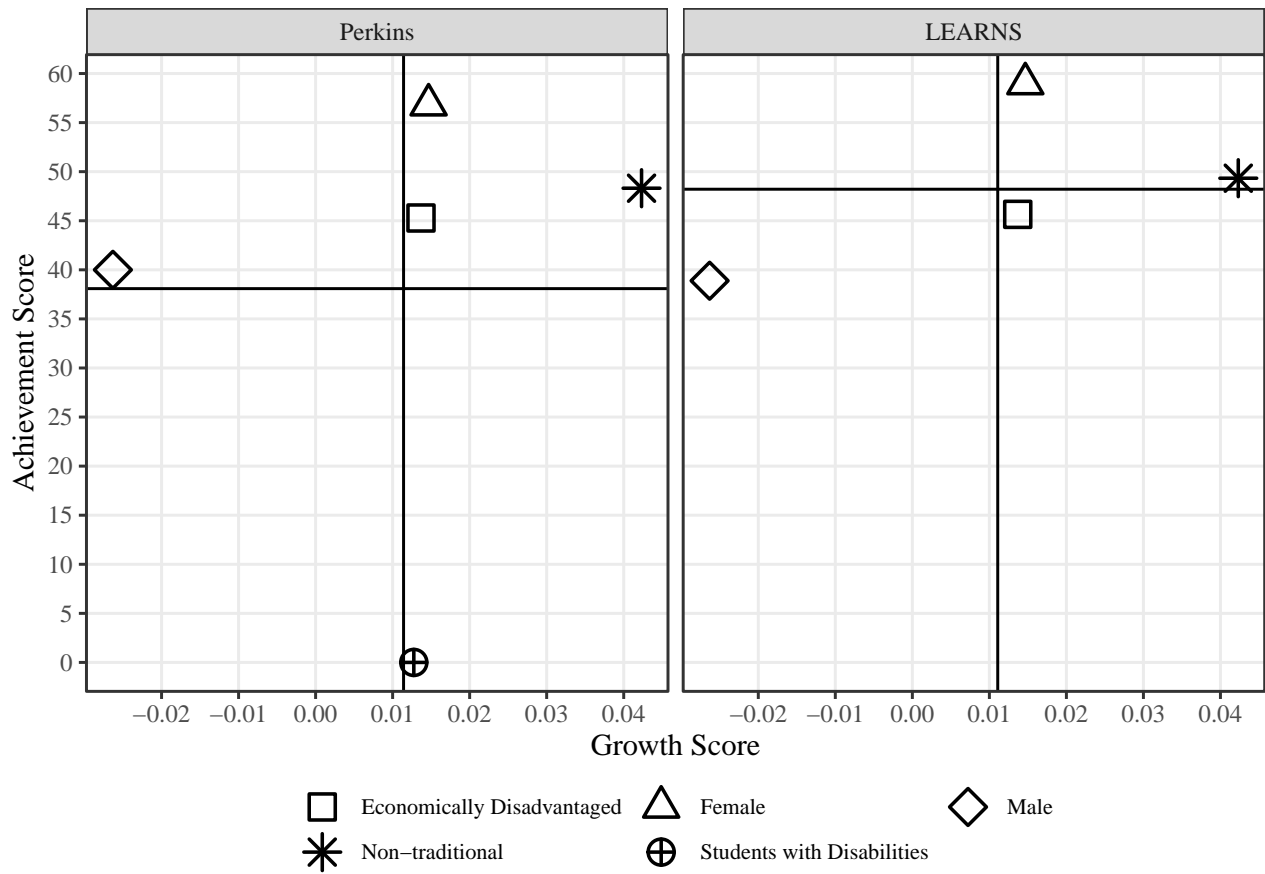 Perkins LEARNS
60
55
50
45
40
35
30
25
20
15
10
5
0
Achievement Score
−0.02 −0.01 0.00 0.01 0.02 0.03 0.04 −0.02 −0.01 0.00 0.01 0.02 0.03 0.04
Growth Score
Economically Disadvantaged Female Male
Non−traditional Students with Disabilities